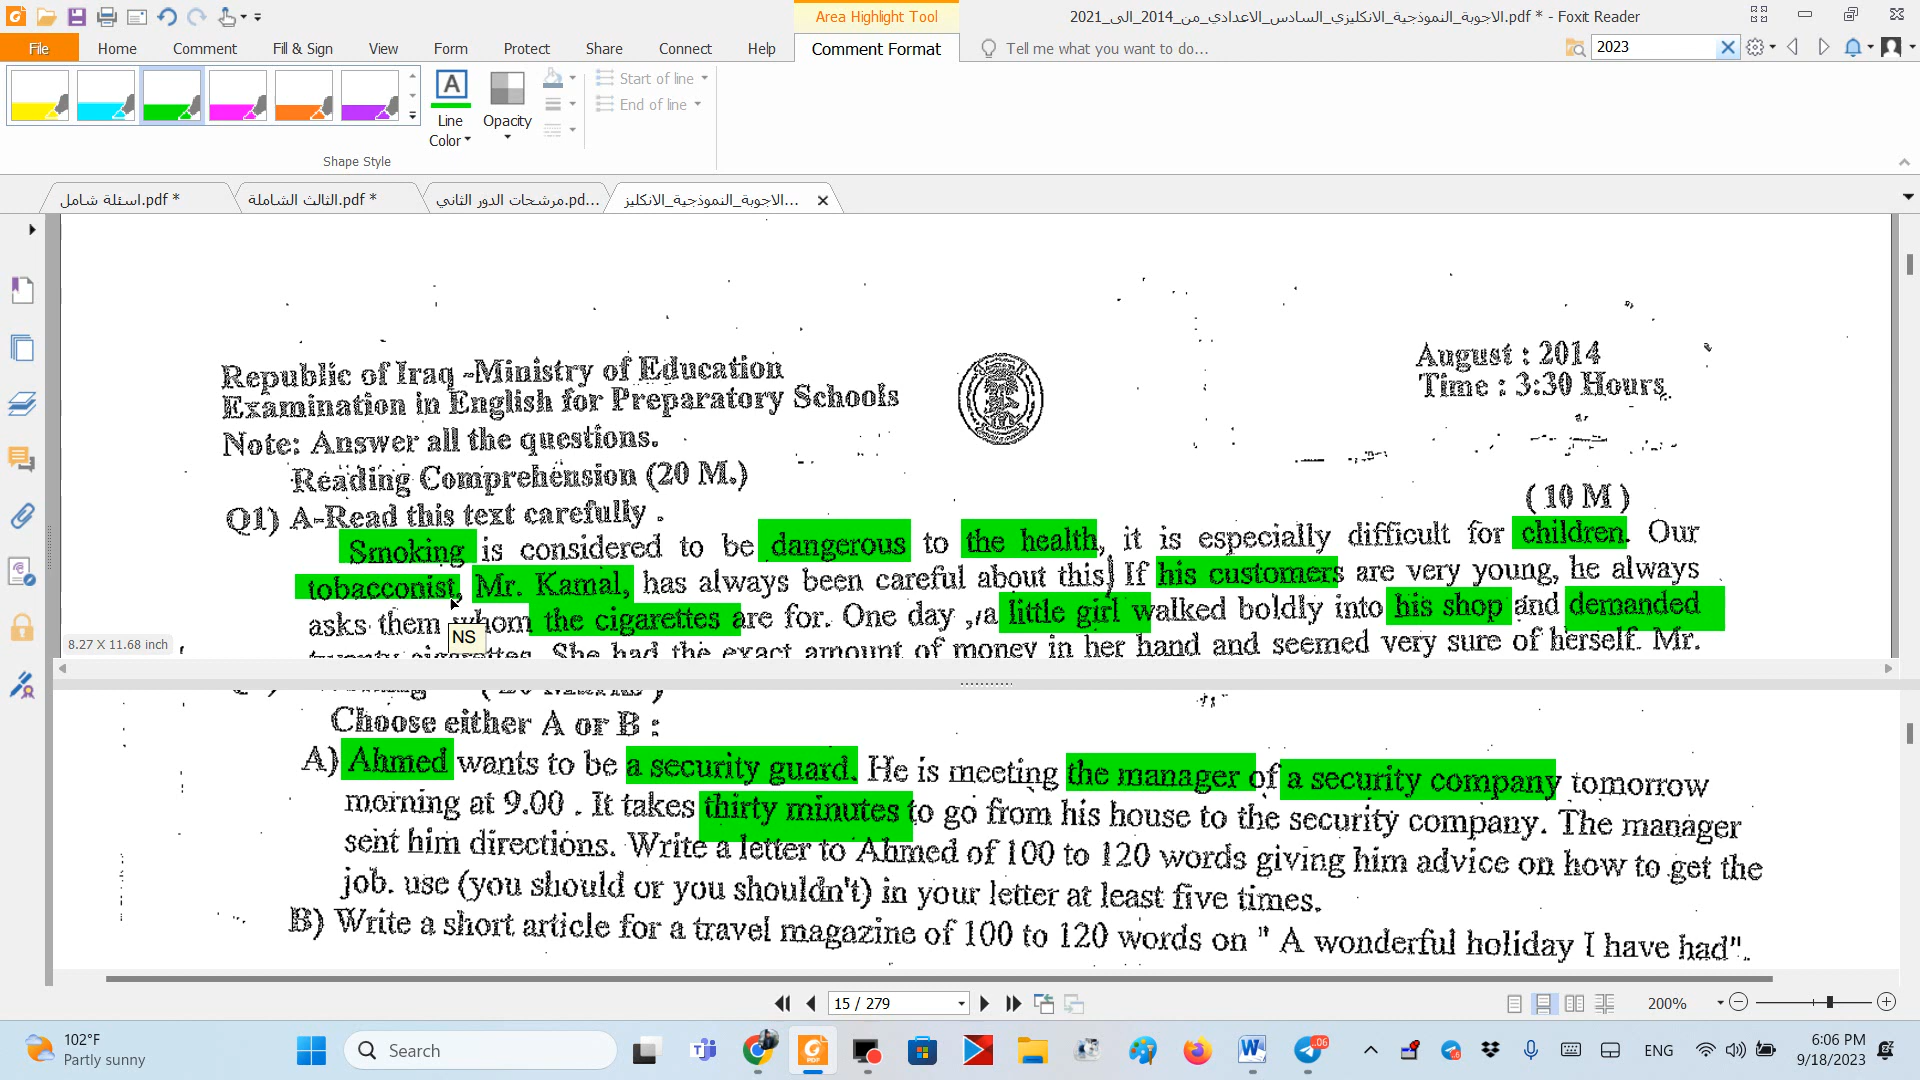 Area Highlight Tool
الاجوبة_النموذجية_الانكليزي_السادس_الاعدادي_من_2014_الى_2021.pdf * - Foxit Reader
File
Home
Comment
Fill & Sign
View
Form
Protect
Share
Connect
Help
Comment Format
Tell me what you want to do...
2023
Line
Color
Opacity
Start of line
End of line
Shape Style
اسئلة شامل.pdf *
الثالث الشاملة.pdf *
مرشحات الدور الثاني.pd...
الاجوبة_النموذجية_الانكليز...
Republic of Iraq -Ministry of Education
Examination in English for Preparatory Schools
August : 2014
Time : 3:30 Hours
Note: Answer all the questions.
Reading Comprehension (20 M.)
Q1) A-Read this text carefully .
( 10 M )
Smoking is considered to be dangerous to the health, it is especially difficult for children. Our
tobacconist, Mr. Kamal, has always been careful about this. If his customers are very young, he always
asks them whom the cigarettes are for. One day , a little girl walked boldly into his shop and demanded
twenty cigarettes. She had the exact amount of money in her hand and seemed very sure of herself. Mr.
NS
8.27 X 11.68 inch
Choose either A or B :
A) Ahmed wants to be a security guard. He is meeting the manager of a security company tomorrow
morning at 9.00 . It takes thirty minutes to go from his house to the security company. The manager
sent him directions. Write a letter to Ahmed of 100 to 120 words giving him advice on how to get the
job. use (you should or you shouldn't) in your letter at least five times.
B) Write a short article for a travel magazine of 100 to 120 words on " A wonderful holiday I have had".
15 / 279
200%
102°F
Partly sunny
Search
ENG
6:06 PM
9/18/2023